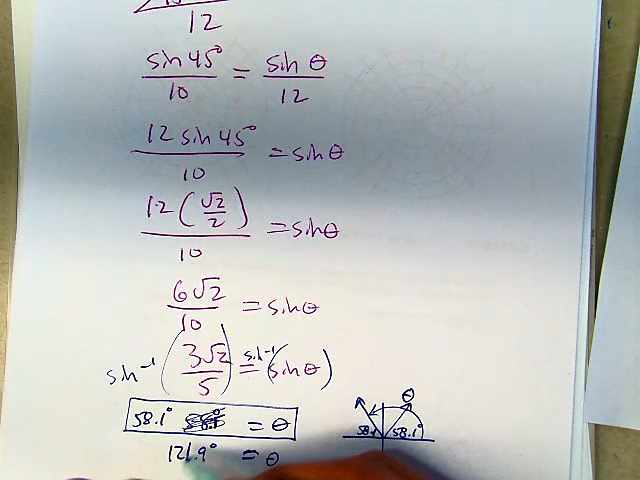 12
sin 45° / 10 = sin θ / 12
12 sin 45° / 10 = sin θ
12 (√2 / 2) / 10 = sin θ
6√2 / 10 = sin θ
sin⁻¹ (3√2 / 5) = sin⁻¹ (sin θ)
58.1° = θ
121.9° = θ
θ
58.1 58.1°